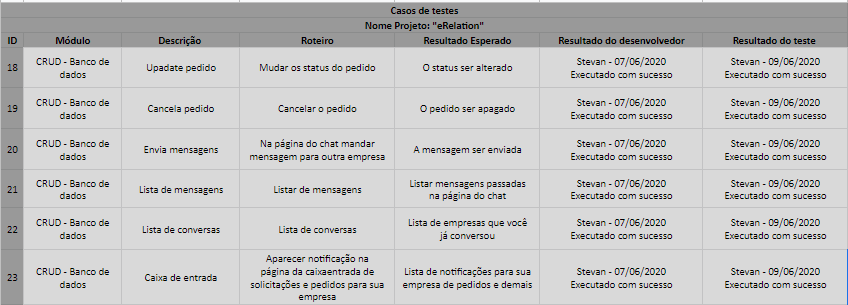 Casos de testes
Nome Projeto: "eRelation"
ID Módulo Descrição Roteiro Resultado Esperado Resultado do desenvolvedor Resultado do teste
18
CRUD - Banco de
dados
Upadate pedido
Mudar os status do pedido
O status ser alterado
Stevan - 07/06/2020
Executado com sucesso
Stevan - 09/06/2020
Executado com sucesso
19
CRUD - Banco de
dados
Cancela pedido
Cancelar o pedido
O pedido ser apagado
Stevan - 07/06/2020
Executado com sucesso
Stevan - 09/06/2020
Executado com sucesso
20
CRUD - Banco de
dados
Envia mensagens
Na página do chat mandar
mensagem para outra empresa
A mensagem ser enviada
Stevan - 07/06/2020
Executado com sucesso
Stevan - 09/06/2020
Executado com sucesso
21
CRUD - Banco de
dados
Lista de mensagens
Listar de mensagens
Listar mensagens passadas
na página do chat
Stevan - 07/06/2020
Executado com sucesso
Stevan - 09/06/2020
Executado com sucesso
22
CRUD - Banco de
dados
Lista de conversas
Lista de conversas
Lista de empresas que você
já conversou
Stevan - 07/06/2020
Executado com sucesso
Stevan - 09/06/2020
Executado com sucesso
23
CRUD - Banco de
dados
Caixa de entrada
Aparecer notificação na
página da caixaentrada de
solicitações e pedidos para sua
empresa
Lista de notificações para sua
empresa de pedidos e demais
Stevan - 07/06/2020
Executado com sucesso
Stevan - 09/06/2020
Executado com sucesso